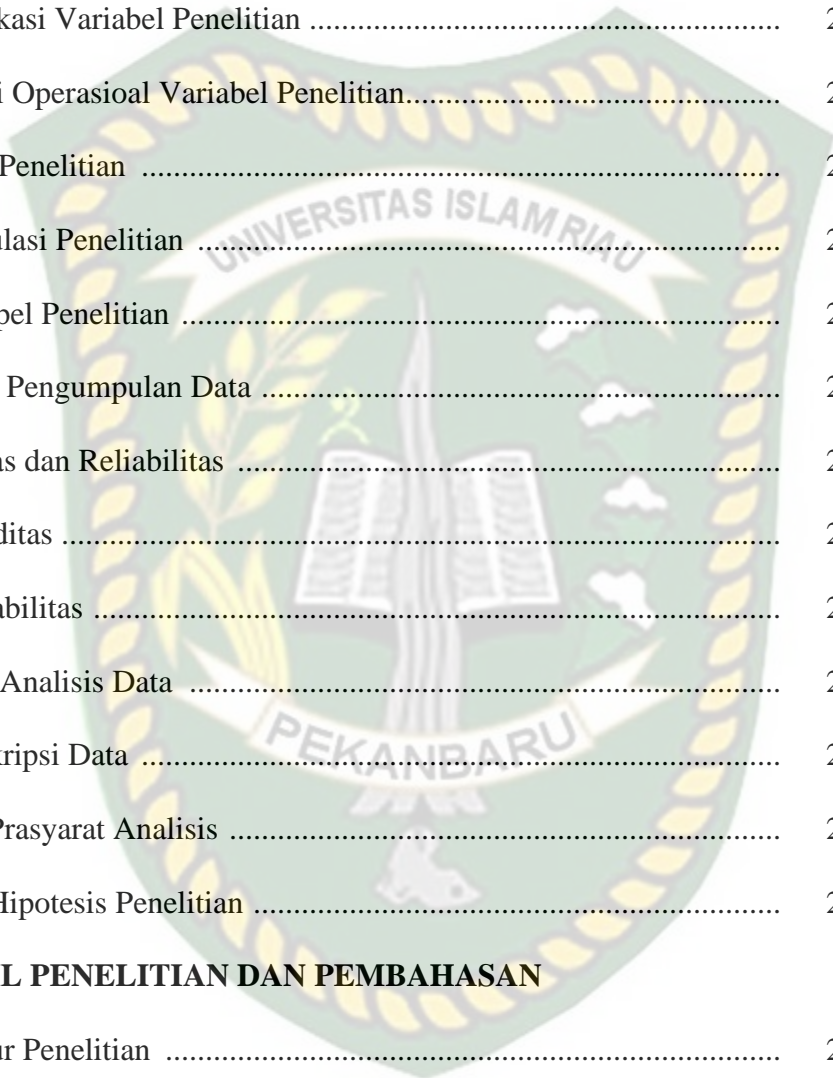 kasi Variabel Penelitian ........................................................................ 2
i Operasioal Variabel Penelitian......................................................... 2
Penelitian ................................................................................................. 2
ulasi Penelitian ......................................................................................... 2
pel Penelitian ........................................................................................... 2
Pengumpulan Data ............................................................................... 2
as dan Reliabilitas ................................................................................... 2
ditas ............................................................................................................. 2
abilitas ........................................................................................................ 2
Analisis Data .......................................................................................... 2
kripsi Data ................................................................................................. 2
Prasyarat Analisis .................................................................................... 2
Hipotesis Penelitian ................................................................................ 2
L PENELITIAN DAN PEMBAHASAN
ur Penelitian ............................................................................................. 2
UNIVERSITAS ISLAM RIAU
PEKANBARU